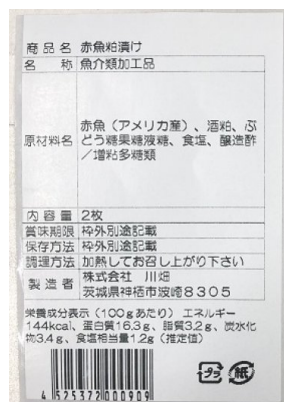 商品名 赤魚粕漬け
名称 魚介類加工品
原材料名 赤魚(アメリカ産)、酒粕、ぶ
どう糖果糖液糖、食塩、醸造酢
/増粘多糖類
内容量 2枚
賞味期限 枠外別途記載
保存方法 枠外別途記載
調理方法 加熱してお召し上がり下さい
製造者 株式会社 川畑
茨城県神栖市波崎8305
栄養成分表示(100gあたり) エネルギー
144kcal、蛋白質16.3g、脂質3.2g、炭水化
物3.4g、食塩相当量1.2g(推定値)
プラ 紙
4525372000909